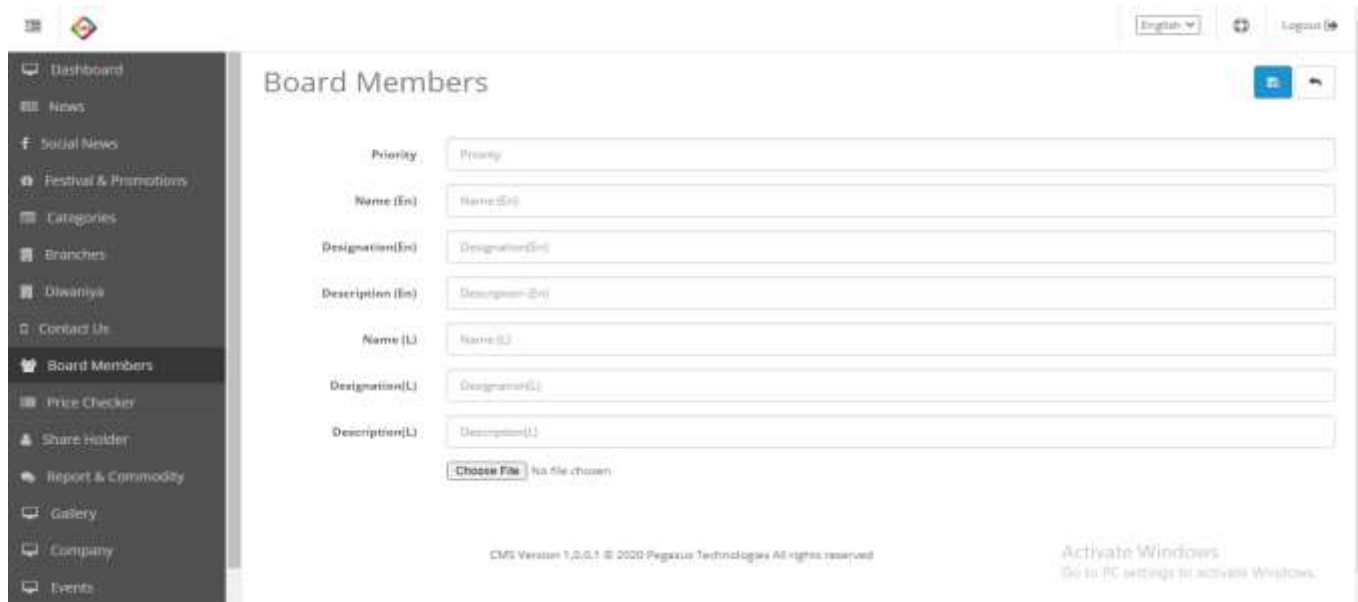 English
Logout
Dashboard
News
Social News
Festival & Promotions
Categories
Branches
Diwaniya
Contact Us
Board Members
Price Checker
Share Holder
Report & Commodity
Gallery
Company
Events
Board Members
Priority
Priority
Name (En)
Name (En)
Designation(En)
Designation(En)
Description (En)
Description (En)
Name (L)
Name (L)
Designation(L)
Designation(L)
Description(L)
Description(L)
Choose File No file chosen
CMS Version 1.0.0.1 © 2020 Pegasus Technologies All rights reserved
Activate Windows
Go to PC settings to activate Windows.